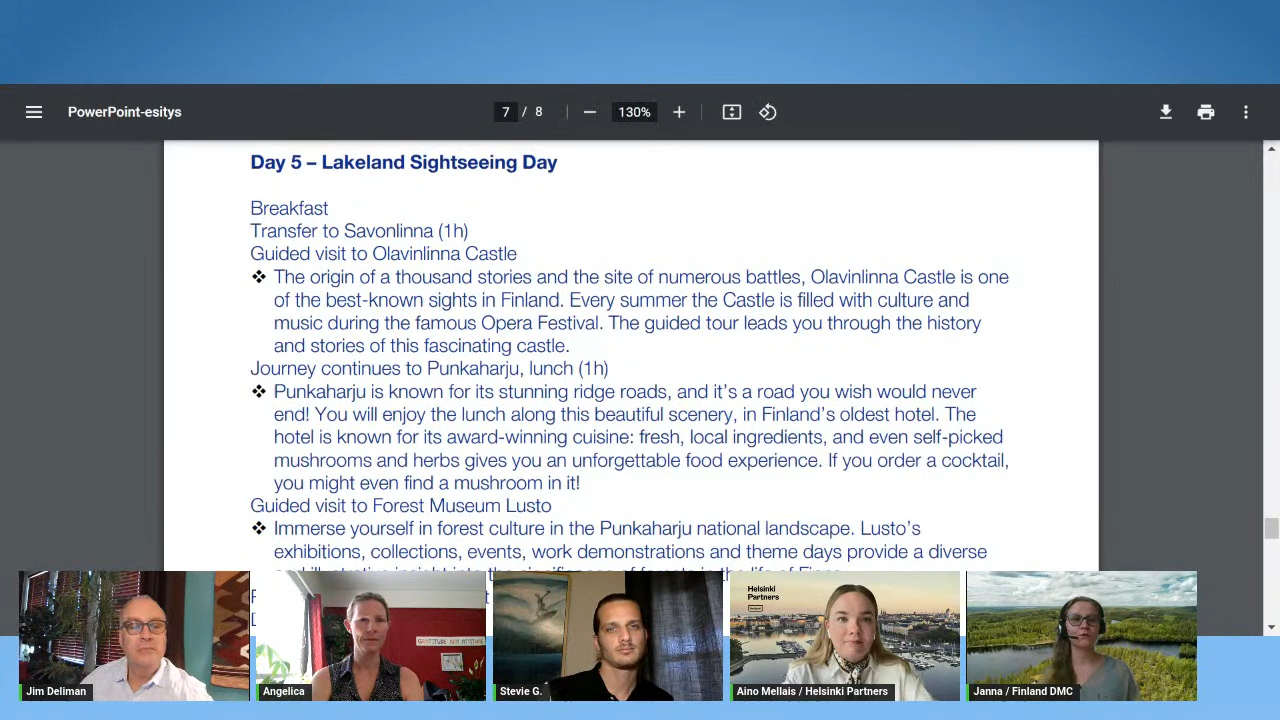 PowerPoint-esitys
7 / 8
130%
Day 5 – Lakeland Sightseeing Day
Breakfast
Transfer to Savonlinna (1h)
Guided visit to Olavinlinna Castle
❖ The origin of a thousand stories and the site of numerous battles, Olavinlinna Castle is one
of the best-known sights in Finland. Every summer the Castle is filled with culture and
music during the famous Opera Festival. The guided tour leads you through the history
and stories of this fascinating castle.
Journey continues to Punkaharju, lunch (1h)
❖ Punkaharju is known for its stunning ridge roads, and it’s a road you wish would never
end! You will enjoy the lunch along this beautiful scenery, in Finland’s oldest hotel. The
hotel is known for its award-winning cuisine: fresh, local ingredients, and even self-picked
mushrooms and herbs gives you an unforgettable food experience. If you order a cocktail,
you might even find a mushroom in it!
Guided visit to Forest Museum Lusto
❖ Immerse yourself in forest culture in the Punkaharju national landscape. Lusto’s
exhibitions, collections, events, work demonstrations and theme days provide a diverse
Helsinki
Partners
Jim Deliman
Angelica
Stevie G.
Aino Mellais / Helsinki Partners
Janna / Finland DMC